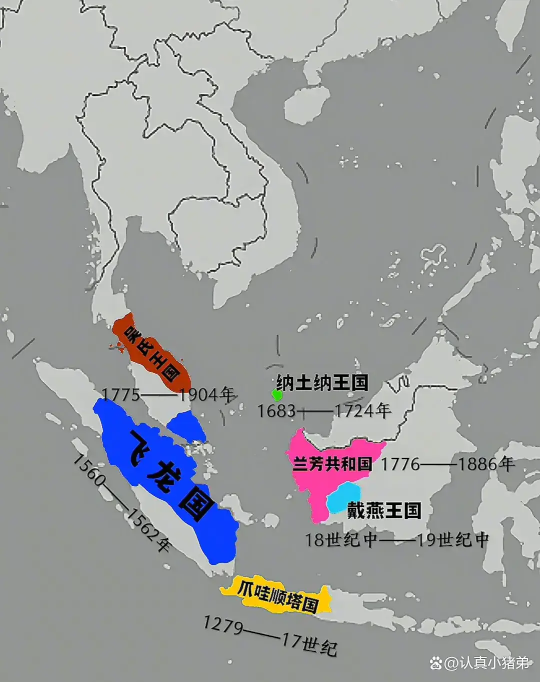 吴氏王国
1775——1904年
纳土纳王国
1683——1724年
飞龙国
1560——1562年
兰芳共和国
1776——1886年
戴燕王国
18世纪中——19世纪中
爪哇顺塔国
1279——17世纪
@认真小猪弟